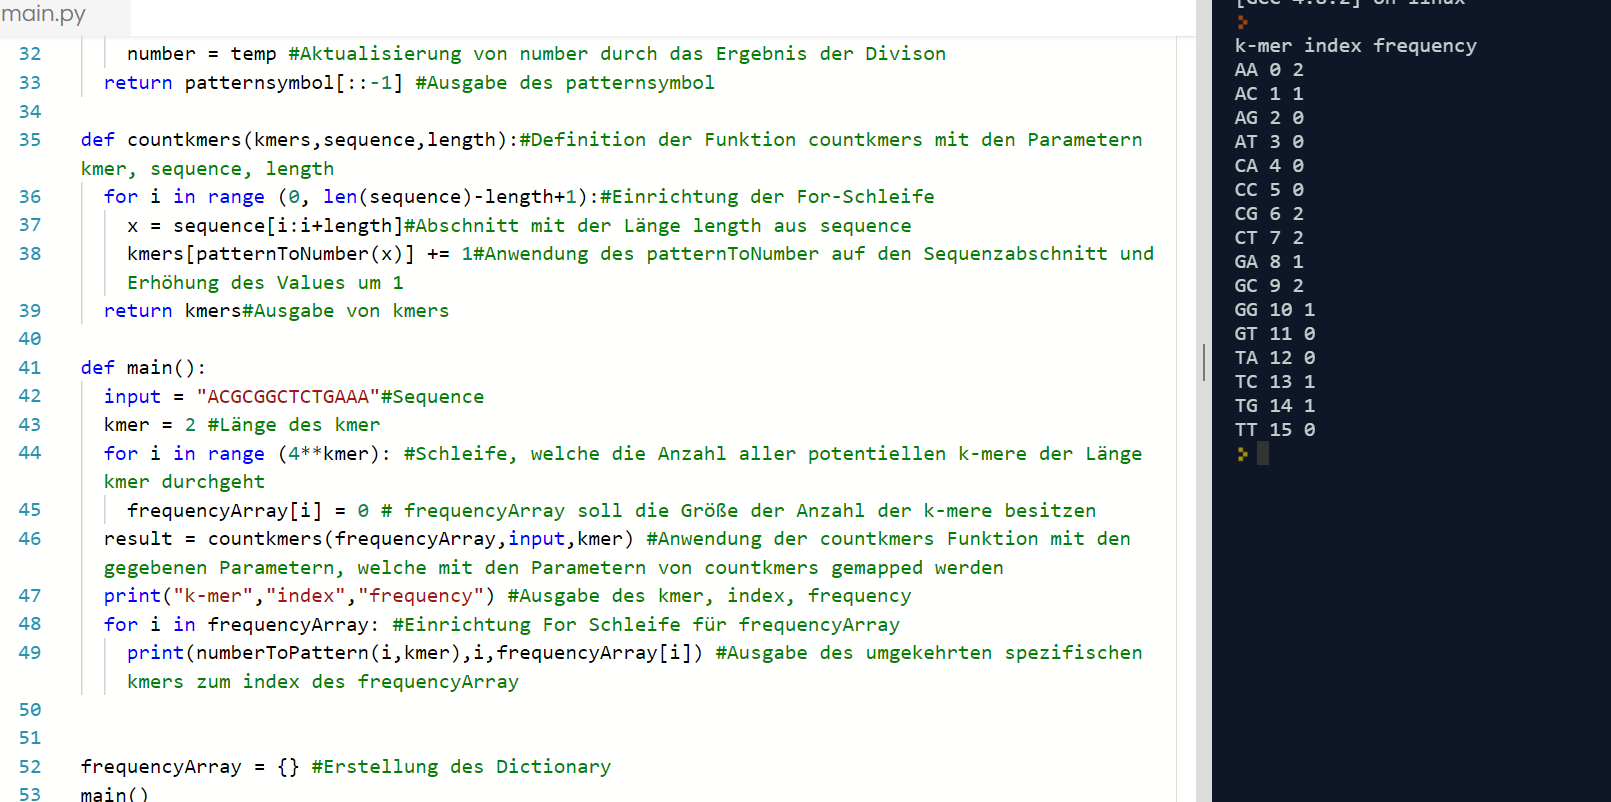 main.py
32 number = temp #Aktualisierung von number durch das Ergebnis der Divison
33 return patternsymbol[::-1] #Ausgabe des patternsymbol
34
35 def countkmers(kmers,sequence,length):#Definition der Funktion countkmers mit den Parametern
kmer, sequence, length
36 for i in range (0, len(sequence)-length+1):#Einrichtung der For-Schleife
37 x = sequence[i:i+length]#Abschnitt mit der Länge length aus sequence
38 kmers[patternToNumber(x)] += 1#Anwendung des patternToNumber auf den Sequenzabschnitt und
Erhöhung des Values um 1
39 return kmers#Ausgabe von kmers
40
41 def main():
42 input = "ACGCGGCTCTGAAA"#Sequence
43 kmer = 2 #Länge des kmer
44 for i in range (4**kmer): #Schleife, welche die Anzahl aller potentiellen k-mere der Länge
kmer durchgeht
45 frequencyArray[i] = 0 # frequencyArray soll die Größe der Anzahl der k-mere besitzen
46 result = countkmers(frequencyArray,input,kmer) #Anwendung der countkmers Funktion mit den
gegebenen Parametern, welche mit den Parametern von countkmers gemapped werden
47 print("k-mer","index","frequency") #Ausgabe des kmer, index, frequency
48 for i in frequencyArray: #Einrichtung For Schleife für frequencyArray
49 print(numberToPattern(i,kmer),i,frequencyArray[i]) #Ausgabe des umgekehrten spezifischen
kmers zum index des frequencyArray
50
51
52 frequencyArray = {} #Erstellung des Dictionary
53 main()
[GCC 4.8.2] on linux
k-mer index frequency
AA 0 2
AC 1 1
AG 2 0
AT 3 0
CA 4 0
CC 5 0
CG 6 2
CT 7 2
GA 8 1
GC 9 2
GG 10 1
GT 11 0
TA 12 0
TC 13 1
TG 14 1
TT 15 0